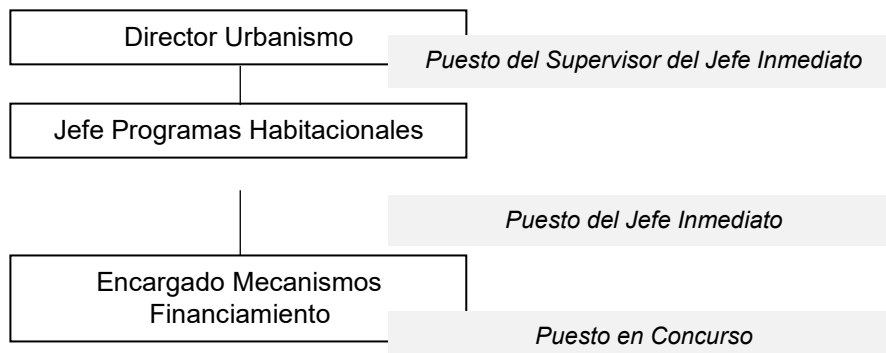 Director Urbanismo
Puesto del Supervisor del Jefe Inmediato
Jefe Programas Habitacionales
Puesto del Jefe Inmediato
Encargado Mecanismos
Financiamiento
Puesto en Concurso